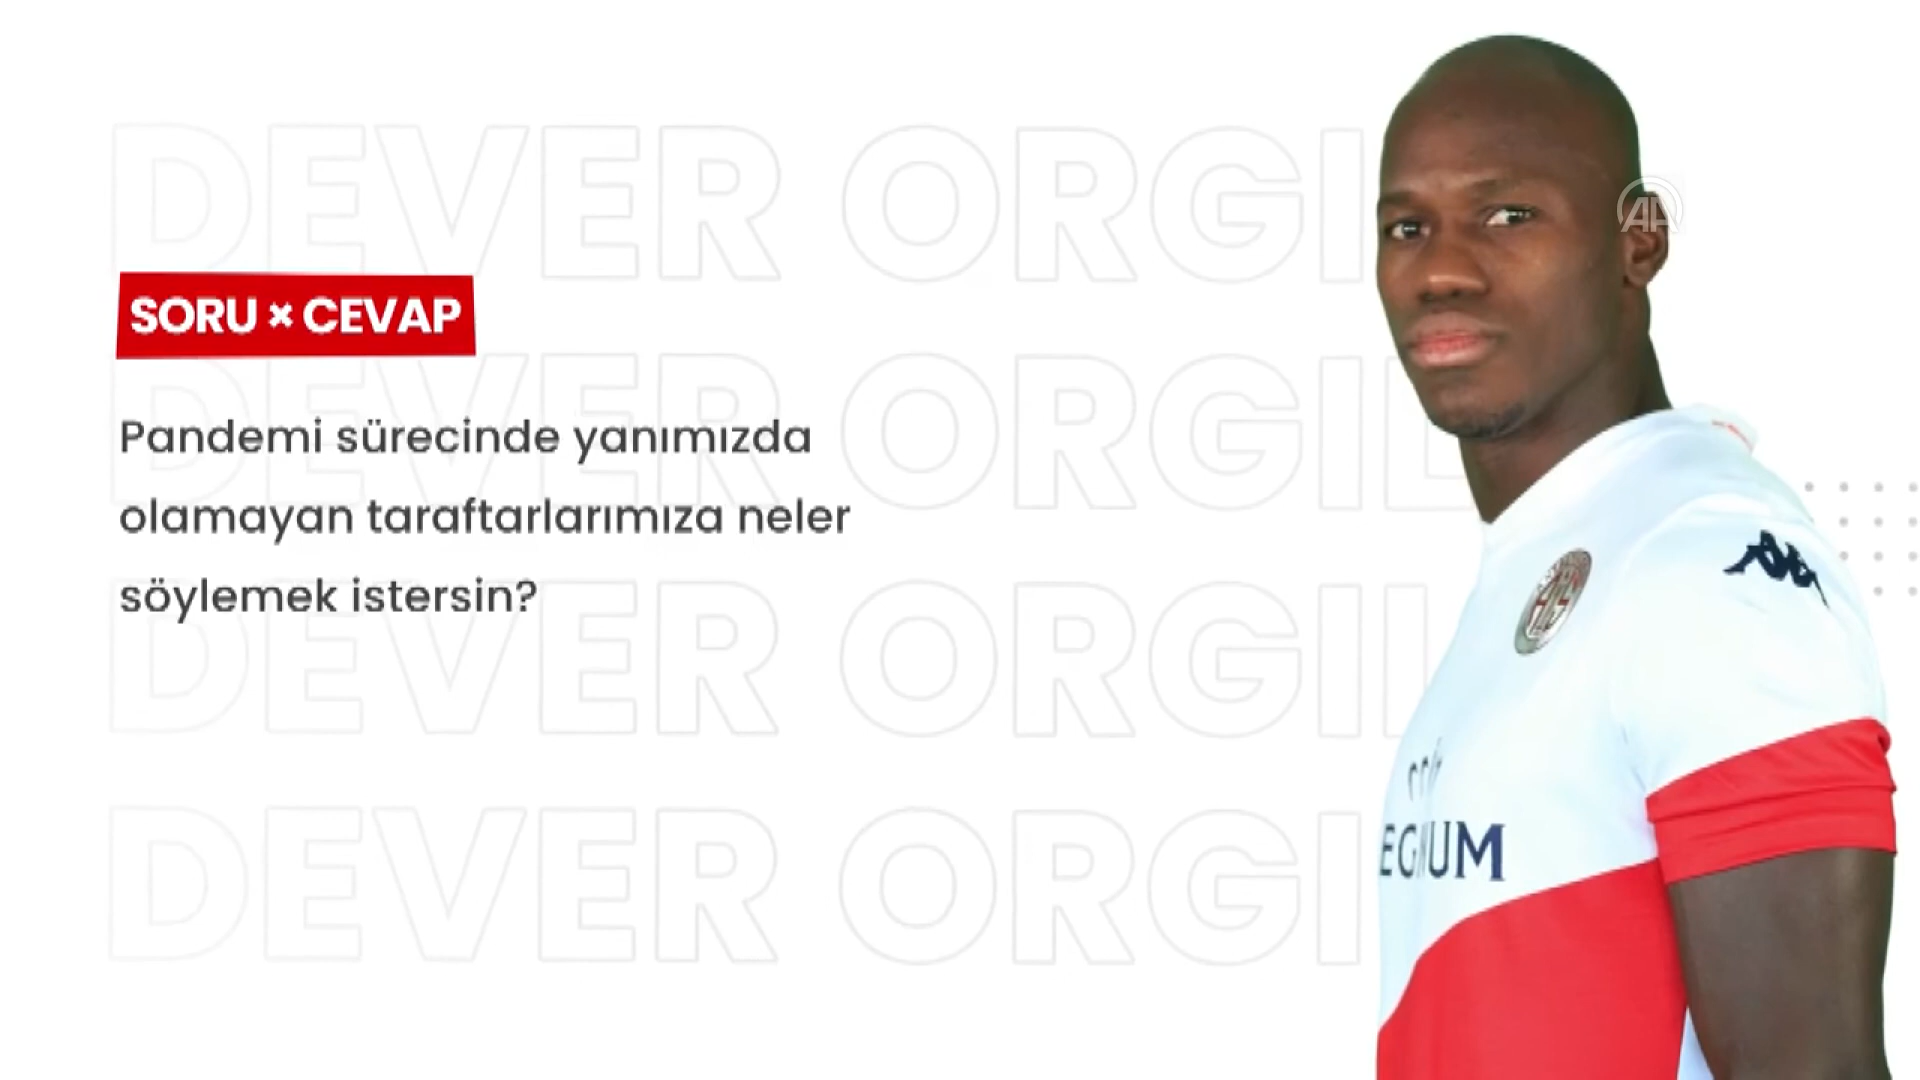 DEVER ORGIL
SORU × CEVAP
DEVER ORGIL
Pandemi sürecinde yanımızda
olamayan taraftarlarımıza neler
söylemek istersin?
DEVER ORGIL
DEVER ORGIL
AA
EGNUM